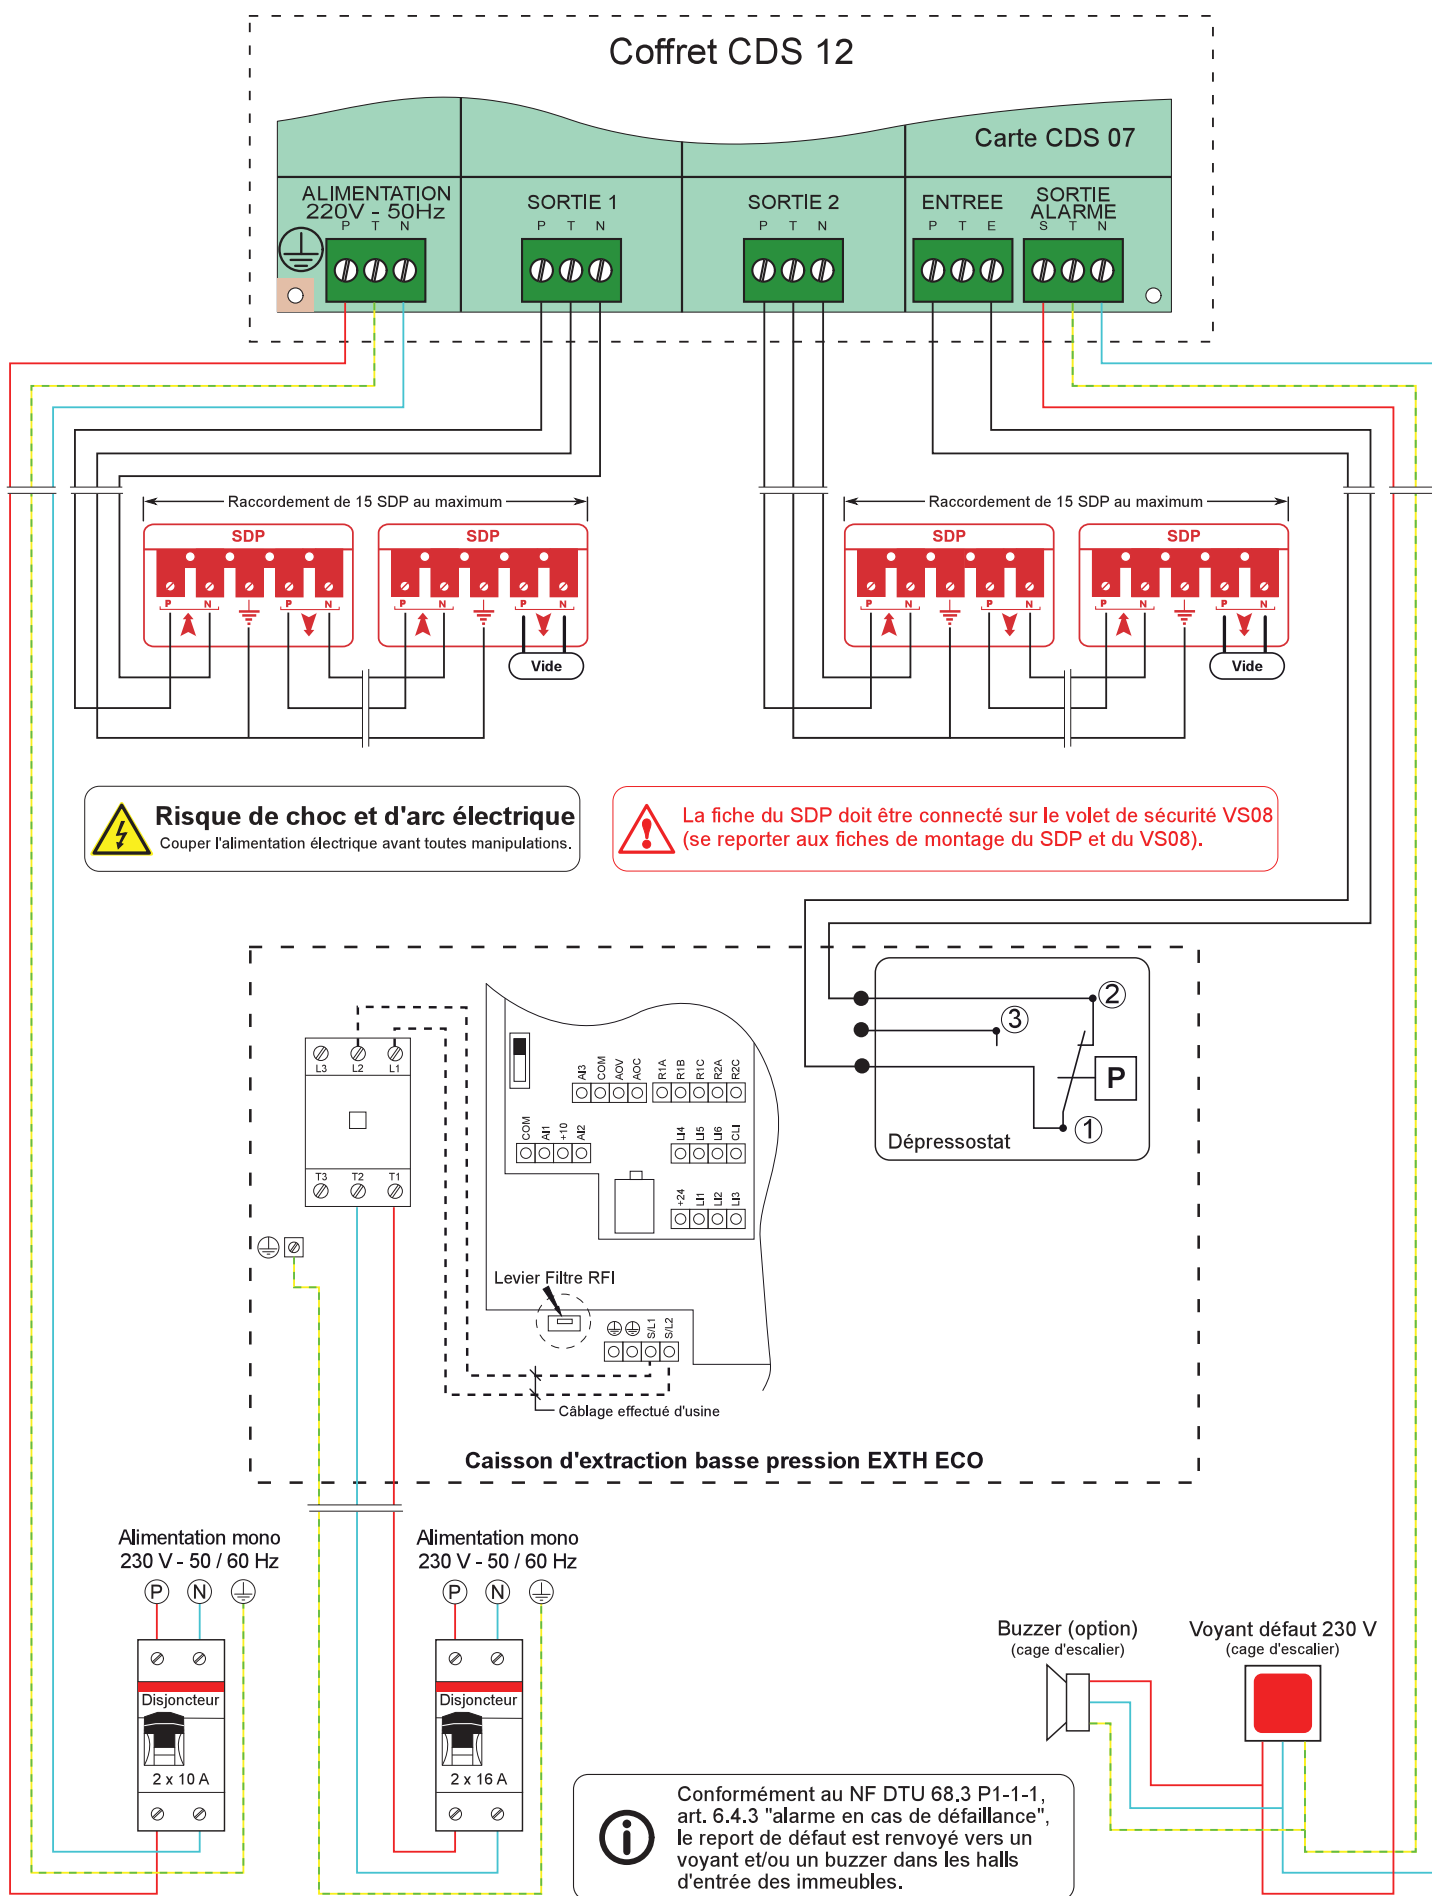 Coffret CDS 12
Carte CDS 07
ALIMENTATION
220V - 50Hz
P T N
SORTIE 1
P T N
SORTIE 2
P T N
ENTREE
P T E
SORTIE
ALARME
S T N
Raccordement de 15 SDP au maximum
SDP
P N P N
SDP
P N P N
Vide
Raccordement de 15 SDP au maximum
SDP
P N P N
SDP
P N P N
Vide
Risque de choc et d'arc électrique
Couper l'alimentation électrique avant toutes manipulations.
La fiche du SDP doit être connecté sur le volet de sécurité VS08
(se reporter aux fiches de montage du SDP et du VS08).
L3 L2 L1
T3 T2 T1
AI3 COM AOV AOC
R1A R1B R1C R2A R2C
COM AI1 +10 AI2
LI4 LI5 LI6 CLI
+24 LI1 LI2 LI3
Levier Filtre RFI
S/L1 S/L2
Câblage effectué d'usine
2
3
P
1
Dépressostat
Caisson d'extraction basse pression EXTH ECO
Alimentation mono
230 V - 50 / 60 Hz
P N
Disjoncteur
2 x 10 A
Alimentation mono
230 V - 50 / 60 Hz
P N
Disjoncteur
2 x 16 A
Buzzer (option)
(cage d'escalier)
Voyant défaut 230 V
(cage d'escalier)
i
Conformément au NF DTU 68.3 P1-1-1,
art. 6.4.3 "alarme en cas de défaillance",
le report de défaut est renvoyé vers un
voyant et/ou un buzzer dans les halls
d'entrée des immeubles.